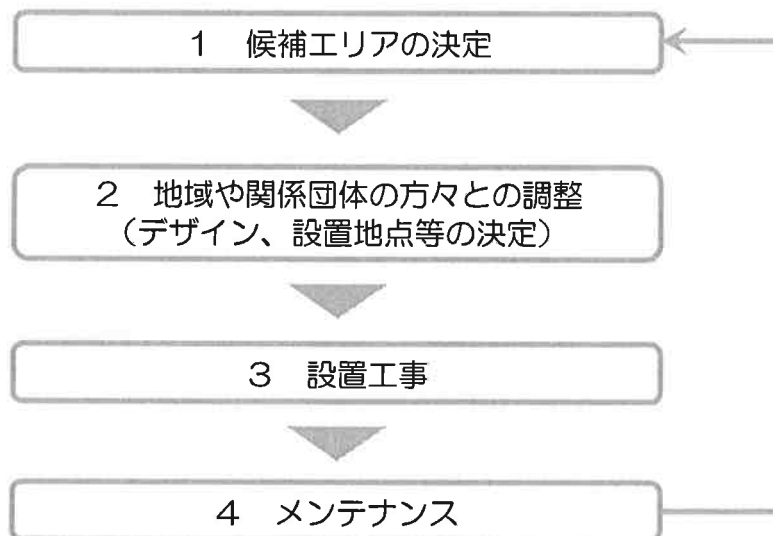 1　候補エリアの決定
2　地域や関係団体の方々との調整
（デザイン、設置地点等の決定）
3　設置工事
4　メンテナンス